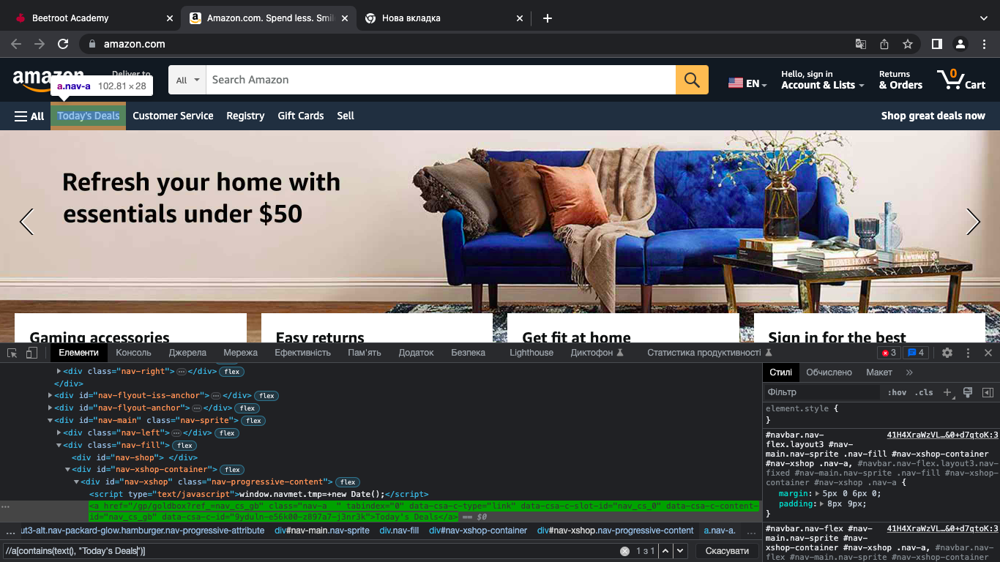 Beetroot Academy
Amazon.com. Spend less. Smil
Нова вкладка
amazon.com
amazon
Deliver to
a.nav-a 102.81 × 28
All
Search Amazon
EN
Hello, sign in
Account & Lists
Returns
& Orders
0
Cart
All
Today's Deals
Customer Service
Registry
Gift Cards
Sell
Shop great deals now
Refresh your home with
essentials under $50
TRAVEL HOME
Gaming accessories
Easy returns
Get fit at home
Sign in for the best
Елементи
Консоль
Джерела
Мережа
Ефективність
Пам'ять
Додаток
Безпека
Lighthouse
Диктофон
Статистика продуктивності
3
4
<div class="nav-right">…</div> flex
</div>
<div id="nav-flyout-iss-anchor">…</div> flex
<div id="nav-flyout-anchor">…</div> flex
<div id="nav-main" class="nav-sprite"> flex
<div class="nav-left">…</div> flex
<div class="nav-fill"> flex
<div id="nav-shop"> </div>
<div id="nav-xshop-container"> flex
<div id="nav-xshop" class="nav-progressive-content"> flex
<script type="text/javascript">window.navmet.tmp=+new Date();</script>
<a href="/gp/goldbox?ref_=nav_cs_gb" class="nav-a  " tabindex="0" data-csa-c-type="link" data-csa-c-slot-id="nav_cs_0" data-csa-c-content-
id="nav_cs_gb" data-csa-c-id="9yduln-e56k00-z897a7-j3nr3k">Today's Deals</a> == $0
... ut3-alt.nav-packard-glow.hamburger.nav-progressive-attribute div#nav-main.nav-sprite div.nav-fill div#nav-xshop-container div#nav-xshop.nav-progressive-content a.nav-a. ...
//a[contains(text(), "Today's Deals")]
1 з 1
Скасувати
Стилі
Обчислено
Макет
Фільтр
:hov .cls
element.style {
}
#navbar.nav- 41H4XraWzVL…&0+d7qtoK:3
flex.layout3 #nav-
main.nav-sprite .nav-fill #nav-xshop-container
#nav-xshop .nav-a, #navbar.nav-flex.layout3.nav-
fixed #nav-main.nav-sprite .nav-fill #nav-xshop-
container #nav-xshop .nav-a {
margin: 5px 0 6px 0;
padding: 8px 9px;
}
#navbar.nav-flex #nav- 41H4XraWzVL…&0+d7qtoK:3
main.nav-sprite #nav-
xshop-container #nav-xshop .nav-a, #navbar.nav-
flex #nav-main.nav-sprite #nav-xshop-container